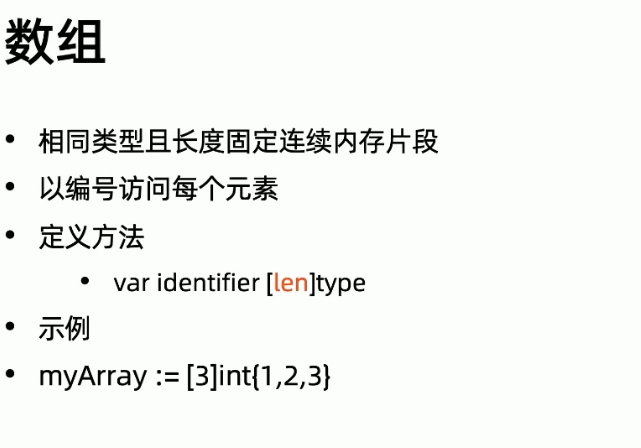 数组
• 相同类型且长度固定连续内存片段
• 以编号访问每个元素
• 定义方法
• var identifier [len]type
• 示例
• myArray := [3]int{1,2,3}